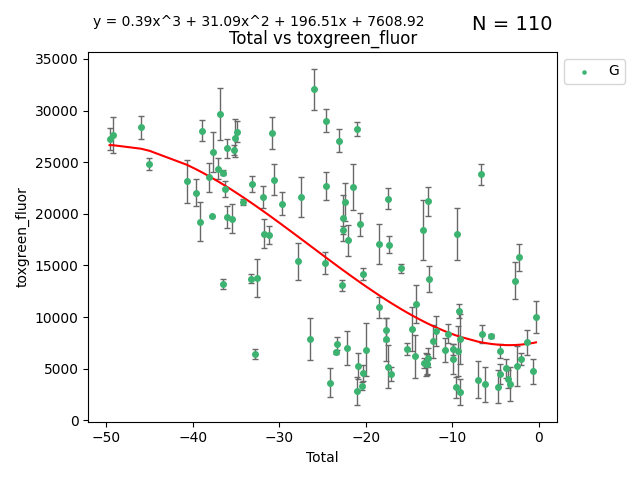 y = 0.39x^3 + 31.09x^2 + 196.51x + 7608.92
N = 110
Total vs toxgreen_fluor
G
35000
30000
25000
20000
15000
10000
5000
0
toxgreen_fluor
−50 −40 −30 −20 −10 0
Total